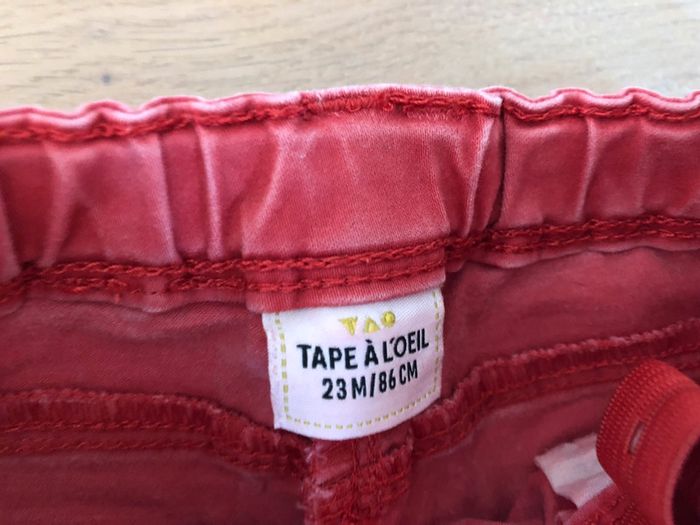 TAO
TAPE À L'OEIL
23 M/86 CM